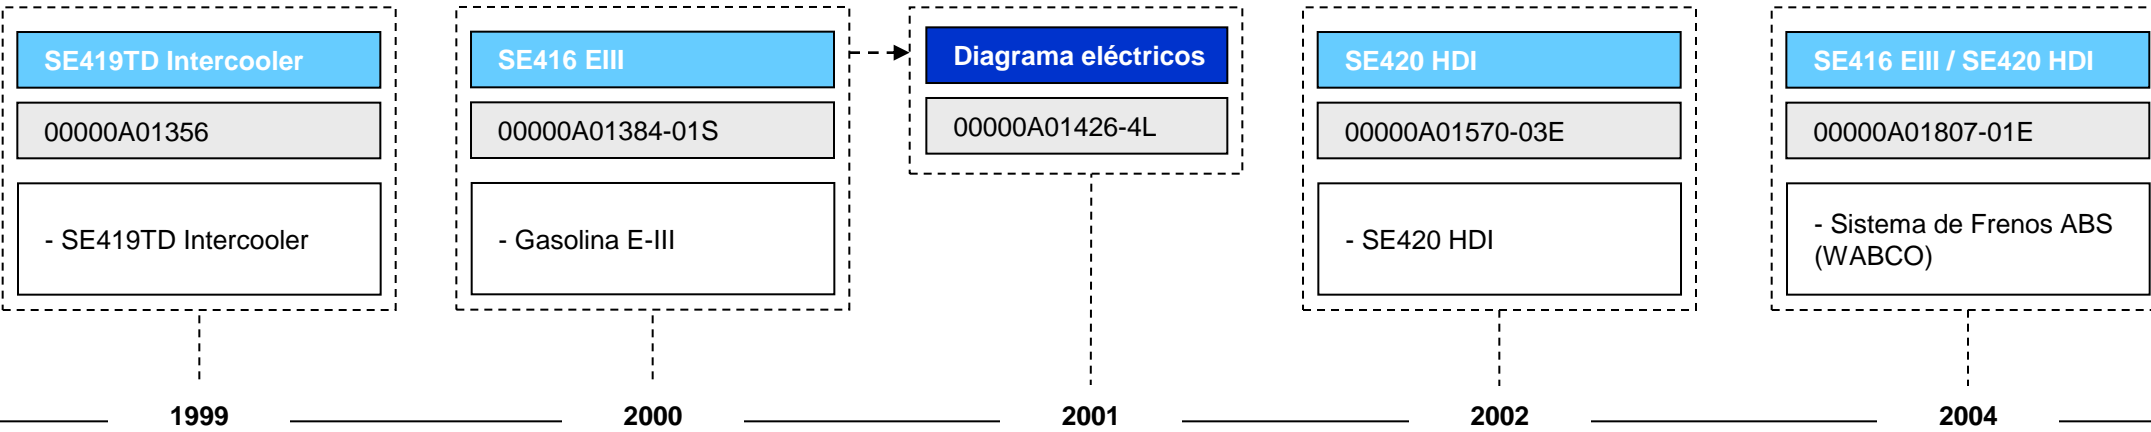 SE419TD Intercooler
00000A01356
- SE419TD Intercooler
1999
SE416 EIII
00000A01384-01S
- Gasolina E-III
2000
Diagrama eléctricos
00000A01426-4L
2001
SE420 HDI
00000A01570-03E
- SE420 HDI
2002
SE416 EIII / SE420 HDI
00000A01807-01E
- Sistema de Frenos ABS
(WABCO)
2004